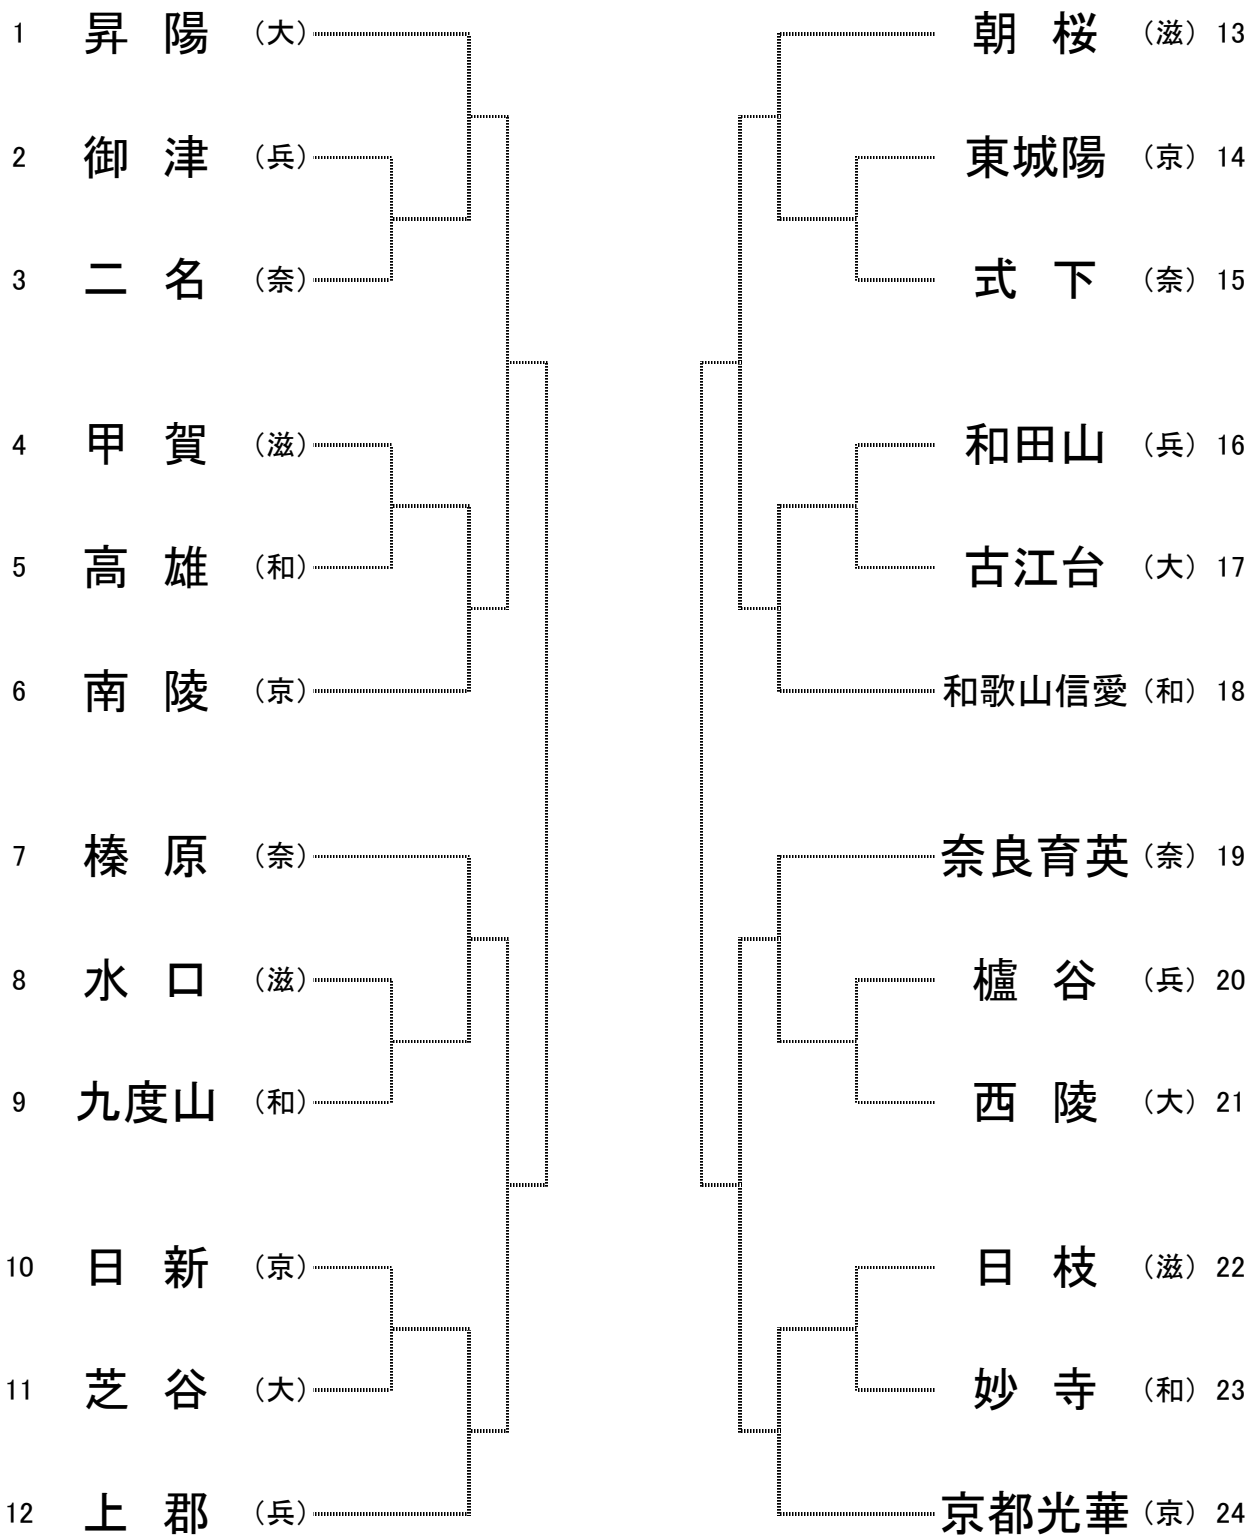 1 昇陽 (大)
2 御津 (兵)
3 二名 (奈)
4 甲賀 (滋)
5 高雄 (和)
6 南陵 (京)
7 榛原 (奈)
8 水口 (滋)
9 九度山 (和)
10 日新 (京)
11 芝谷 (大)
12 上郡 (兵)
朝桜 (滋) 13
東城陽 (京) 14
式下 (奈) 15
和田山 (兵) 16
古江台 (大) 17
和歌山信愛 (和) 18
奈良育英 (奈) 19
櫨谷 (兵) 20
西陵 (大) 21
日枝 (滋) 22
妙寺 (和) 23
京都光華 (京) 24